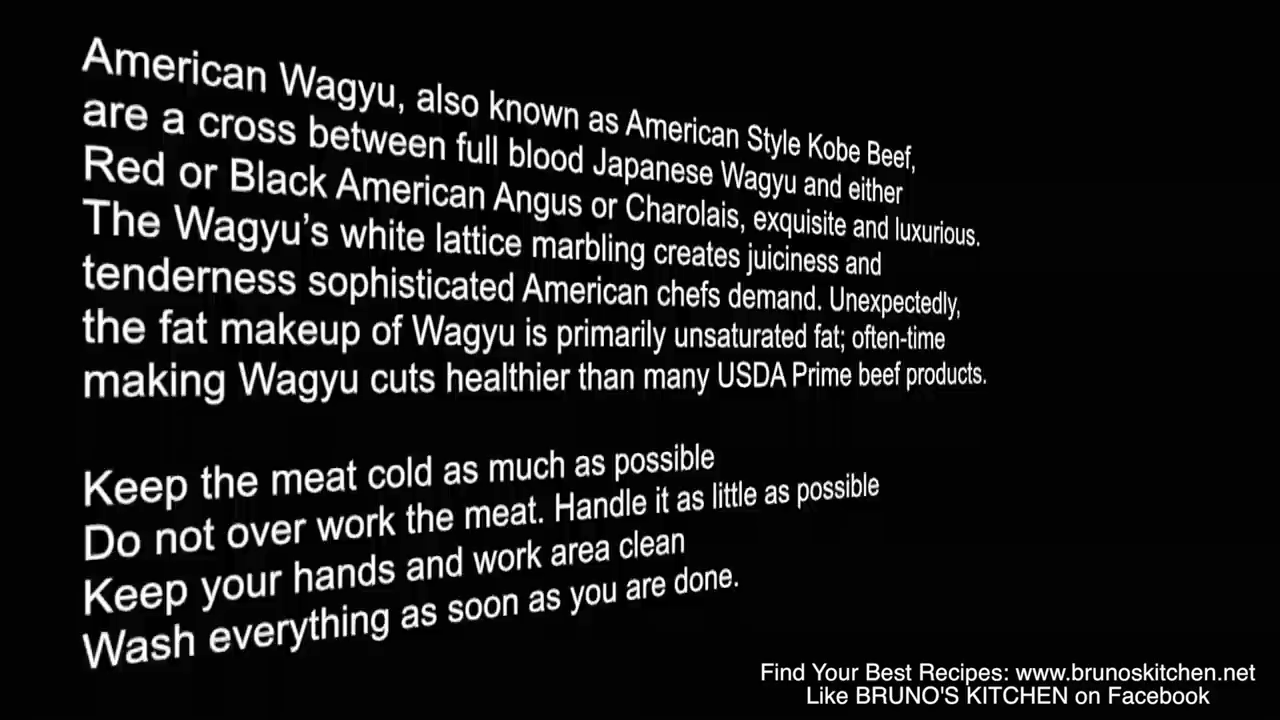 American Wagyu, also known as American Style Kobe Beef,
are a cross between full blood Japanese Wagyu and either
Red or Black American Angus or Charolais, exquisite and luxurious.
The Wagyu’s white lattice marbling creates juiciness and
tenderness sophisticated American chefs demand. Unexpectedly,
the fat makeup of Wagyu is primarily unsaturated fat; often-time
making Wagyu cuts healthier than many USDA Prime beef products.
Keep the meat cold as much as possible
Do not over work the meat. Handle it as little as possible
Keep your hands and work area clean
Wash everything as soon as you are done.
Find Your Best Recipes: www.brunoskitchen.net
Like BRUNO'S KITCHEN on Facebook